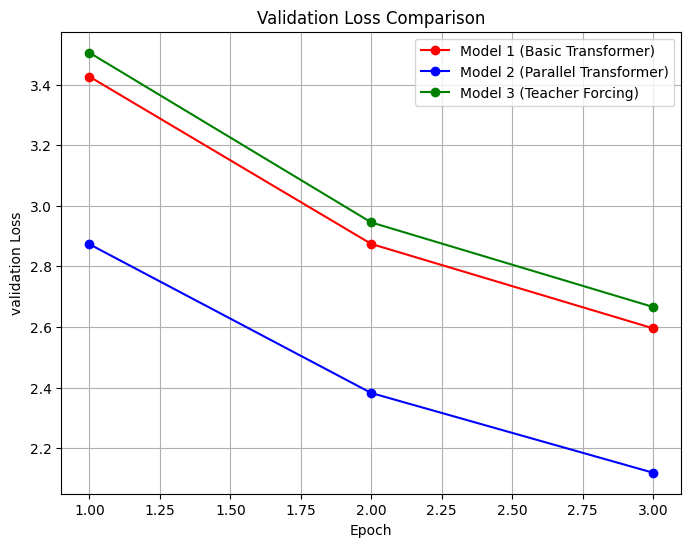 Validation Loss Comparison
Model 1 (Basic Transformer)
Model 2 (Parallel Transformer)
Model 3 (Teacher Forcing)
validation Loss
3.4
3.2
3.0
2.8
2.6
2.4
2.2
1.00 1.25 1.50 1.75 2.00 2.25 2.50 2.75 3.00
Epoch